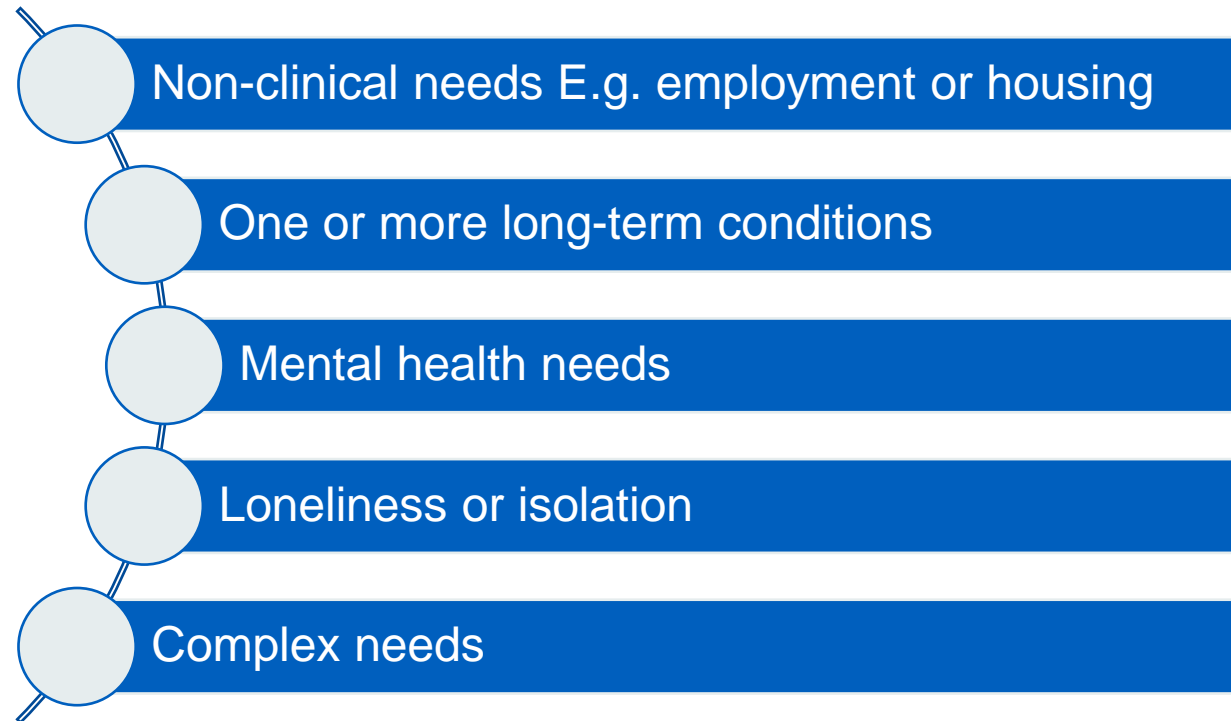 Non-clinical needs E.g. employment or housing
One or more long-term conditions
Mental health needs
Loneliness or isolation
Complex needs